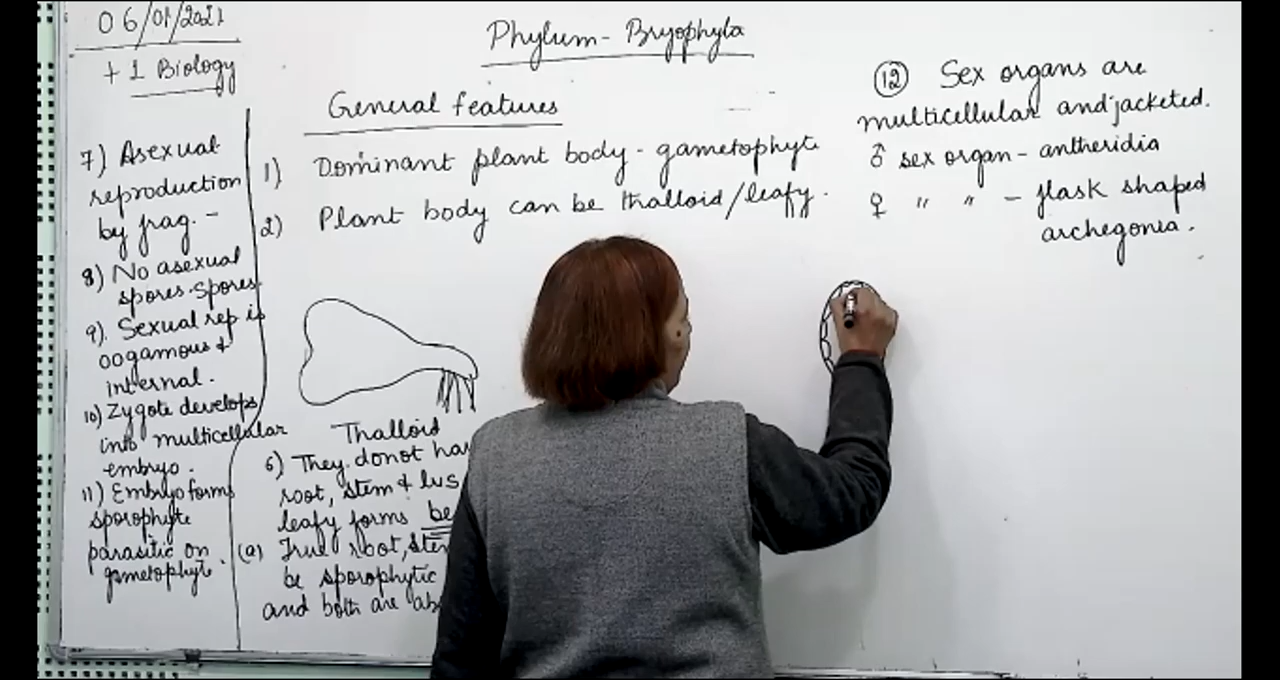 06/01/2021
+1 Biology
Phylum - Bryophyta
General features
1) Dominant plant body - gametophyte
2) Plant body can be thalloid/leafy.
Thalloid
6) They donot hav
root, stem & lvs
leafy forms be
(a) True root, stem
be sporophytic
and both are ab
7) Asexual
reproduction
by frag. -
8) No asexual
spores. Spores
9). Sexual rep is
oogamous &
internal.
10) Zygote develops
into multicellular
embryo.
11) Embryo forms
sporophyte
parasitic on
gametophyte.
(12) Sex organs are
multicellular and jacketed.
♂ sex organ - antheridia
♀ " " - flask shaped
archegonia.